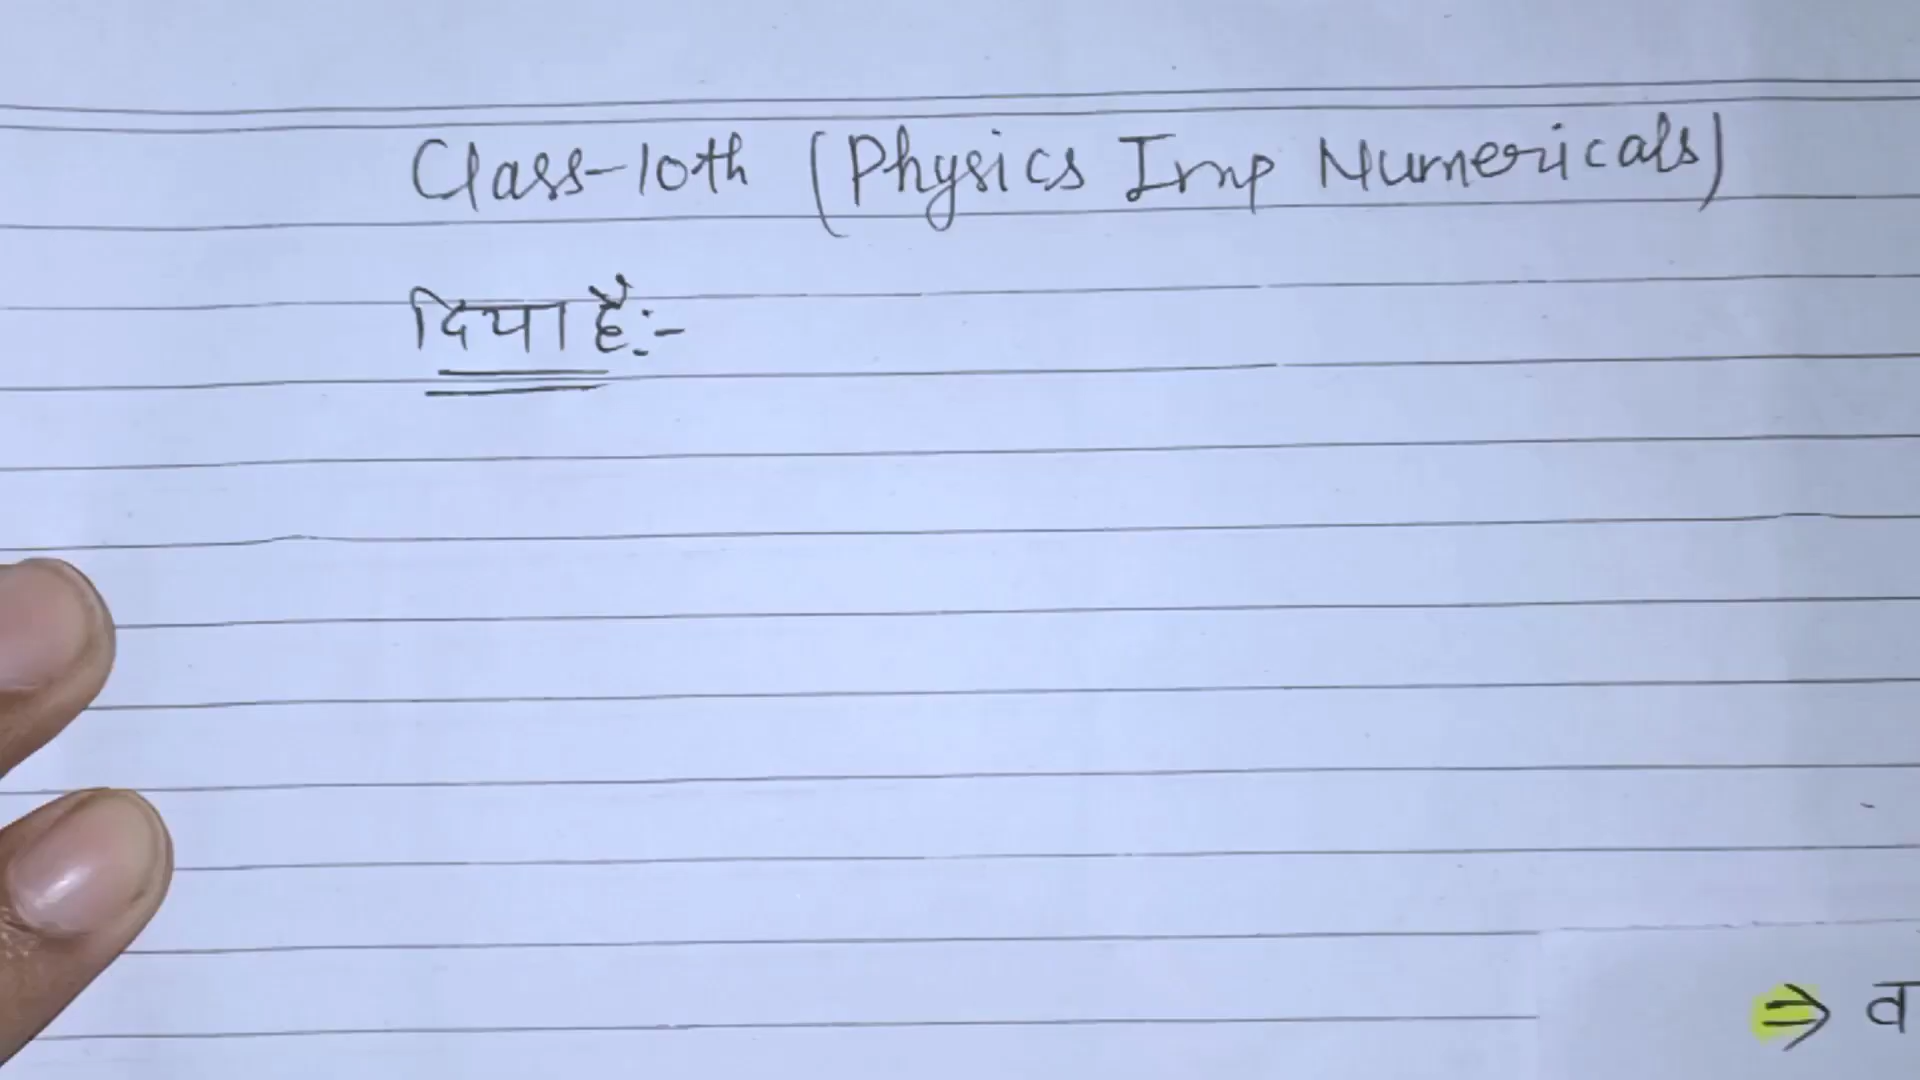 Class-10th (Physics Imp Numericals)
दिया है:-
⇒ व